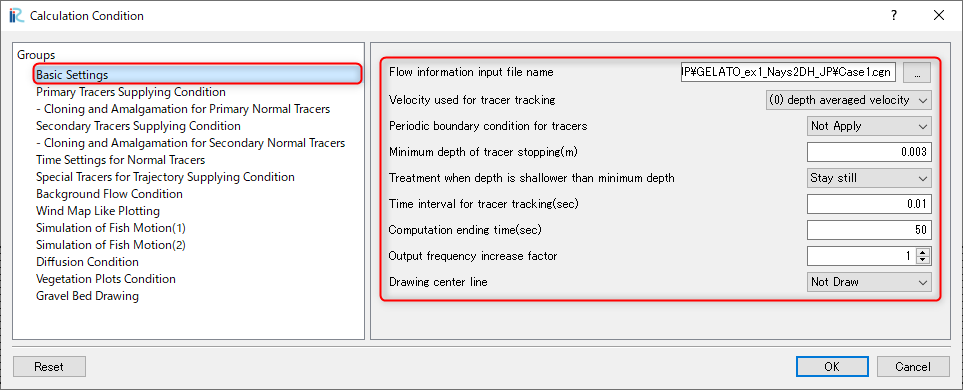 Calculation Condition
?
Groups
Basic Settings
Primary Tracers Supplying Condition
- Cloning and Amalgamation for Primary Normal Tracers
Secondary Tracers Supplying Condition
- Cloning and Amalgamation for Secondary Normal Tracers
Time Settings for Normal Tracers
Special Tracers for Trajectory Supplying Condition
Background Flow Condition
Wind Map Like Plotting
Simulation of Fish Motion(1)
Simulation of Fish Motion(2)
Diffusion Condition
Vegetation Plots Condition
Gravel Bed Drawing
Flow information input file name IP¥GELATO_ex1_Nays2DH_JP¥Case1.cgn ...
Velocity used for tracer tracking (0) depth averaged velocity
Periodic boundary condition for tracers Not Apply
Minimum depth of tracer stopping(m) 0.003
Treatment when depth is shallower than minimum depth Stay still
Time interval for tracer tracking(sec) 0.01
Computation ending time(sec) 50
Output frequency increase factor 1
Drawing center line Not Draw
Reset OK Cancel